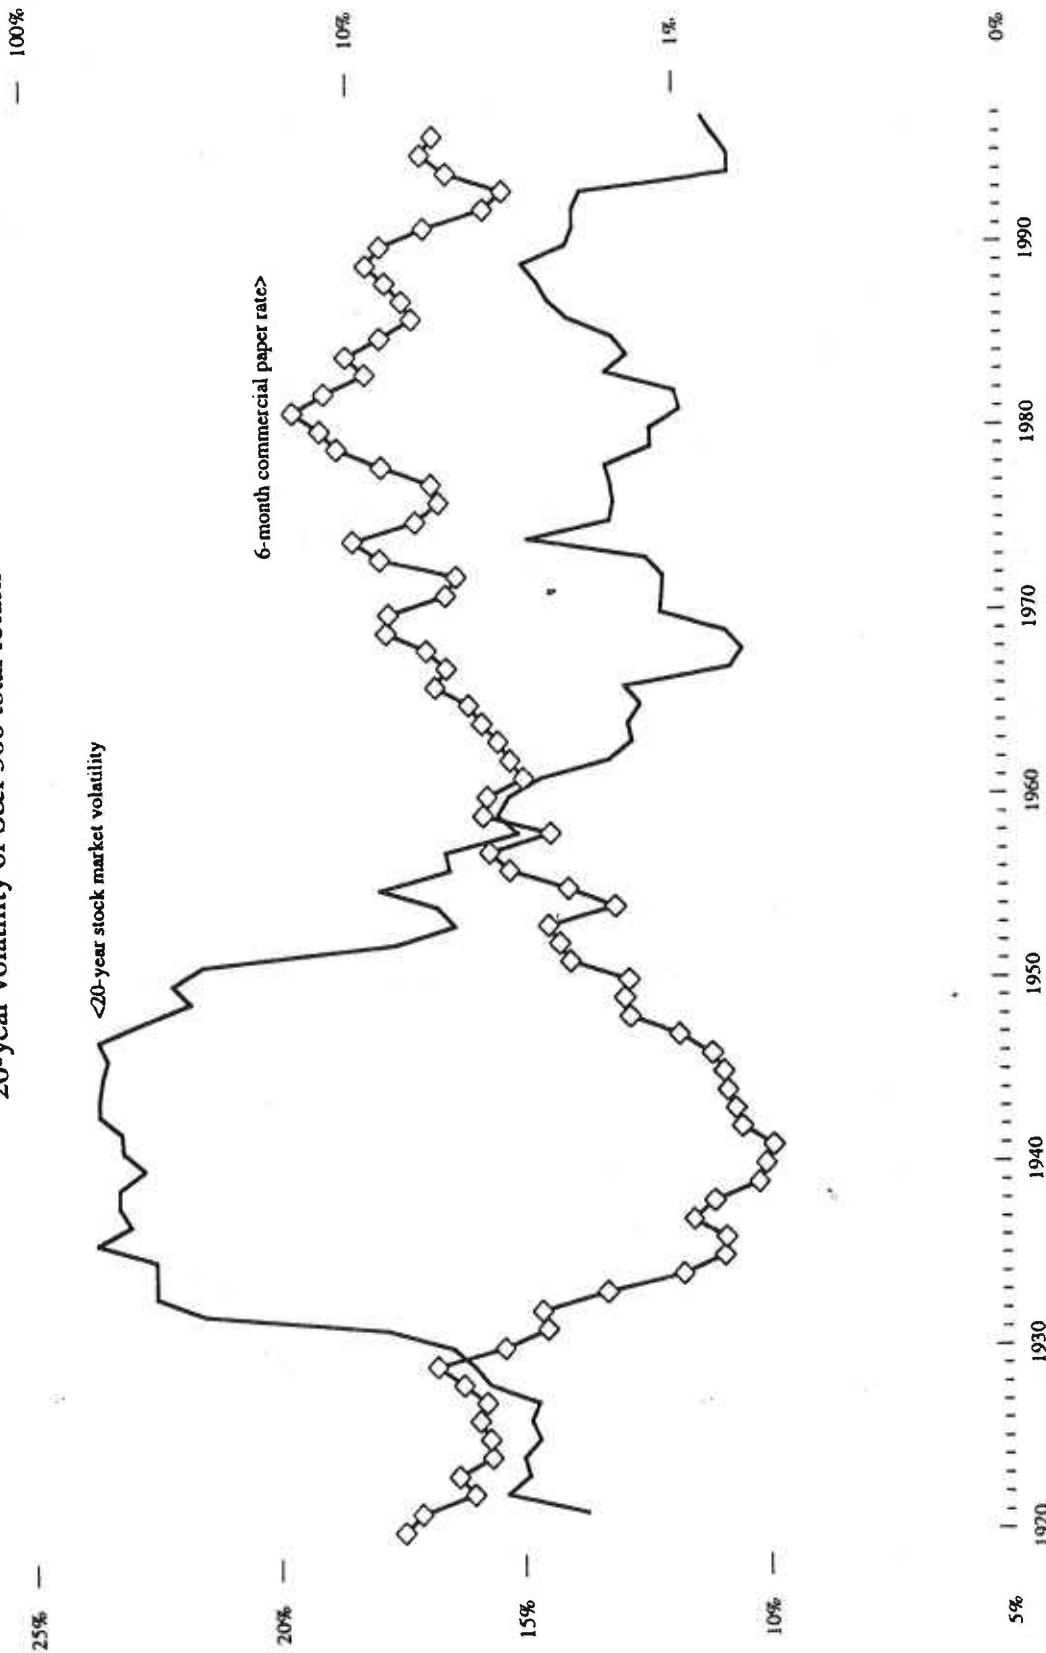 20-year volatility of S&P 500 total return
25%
100%
<20-year stock market volatility
6-month commercial paper rate>
20%
10%
15%
10%
1%
5%
0%
1920 1930 1940 1950 1960 1970 1980 1990